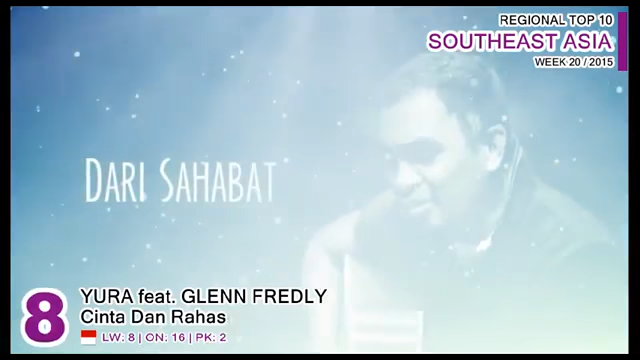 REGIONAL TOP 10
SOUTHEAST ASIA
WEEK 20 / 2015
DARI SAHABAT
8
YURA feat. GLENN FREDLY
Cinta Dan Rahas
LW: 8 | ON: 16 | PK: 2